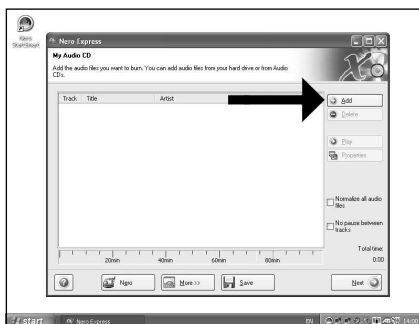 Nero
StartSmart
Nero Express
My Audio CD
Add the audio files you want to burn. You can add audio files from your hard drive or from Audio
CDs.
Track Title Artist
Add
Delete
Play
Properties
Normalize all audio
files
No pause between
tracks
Total time:
20min 40min 60min 80min
0:00
Nero More >> Save Next
start Nero Express EN 14:00